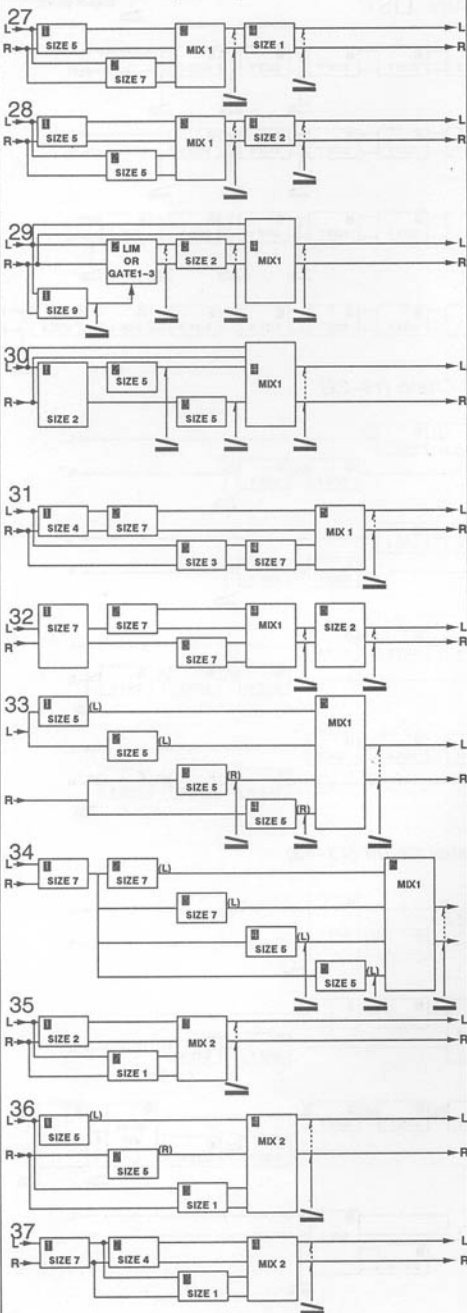 27
L L
SIZE 5 MIX 1 SIZE 1
R R
SIZE 7
28
L L
SIZE 5 MIX 1 SIZE 2
R R
SIZE 5
29
L L
LIM OR GATE1~3 SIZE 2 MIX1
R R
SIZE 9
30
L L
SIZE 5 MIX1
R R
SIZE 2 SIZE 5
31
L L
SIZE 4 SIZE 7 MIX 1
R R
SIZE 3 SIZE 7
32
SIZE 7 SIZE 7 MIX1 SIZE 2
L L
R R
SIZE 7
33
SIZE 5 (L) MIX1
L L
SIZE 5 (L)
R (R) R
SIZE 5
SIZE 5 (R)
34
L
SIZE 7 SIZE 7 (L) MIX1
R
SIZE 7 (L)
SIZE 5 (L)
SIZE 5 (L)
35
L L
SIZE 2 MIX 2
R R
SIZE 1
36
L (L) L
SIZE 5 MIX 2
R (R) R
SIZE 5
SIZE 1
37
L L
SIZE 7 SIZE 4 MIX 2
R R
SIZE 1